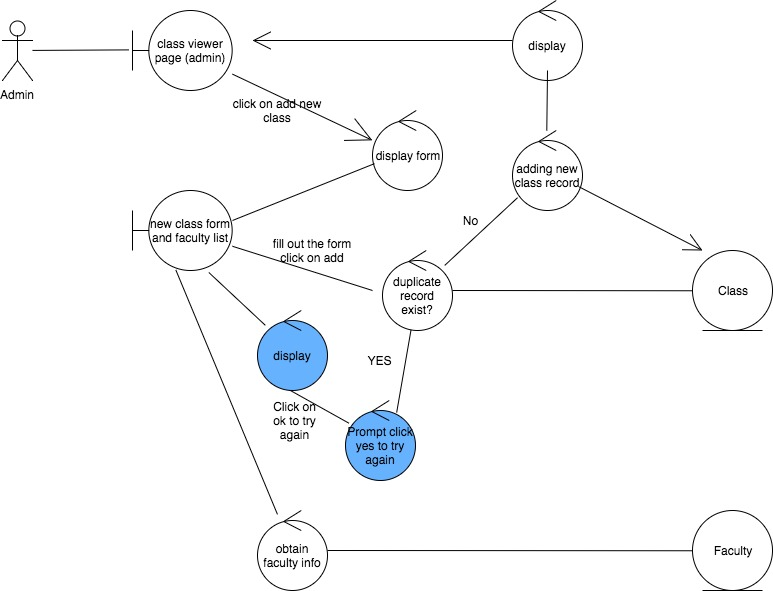 class viewer
page (admin)
display
Admin
click on add new
class
display form
adding new
class record
new class form
and faculty list
No
fill out the form
click on add
duplicate
record
exist?
Class
display
YES
Click on
ok to try
again
Prompt click
yes to try
again
obtain
faculty info
Faculty